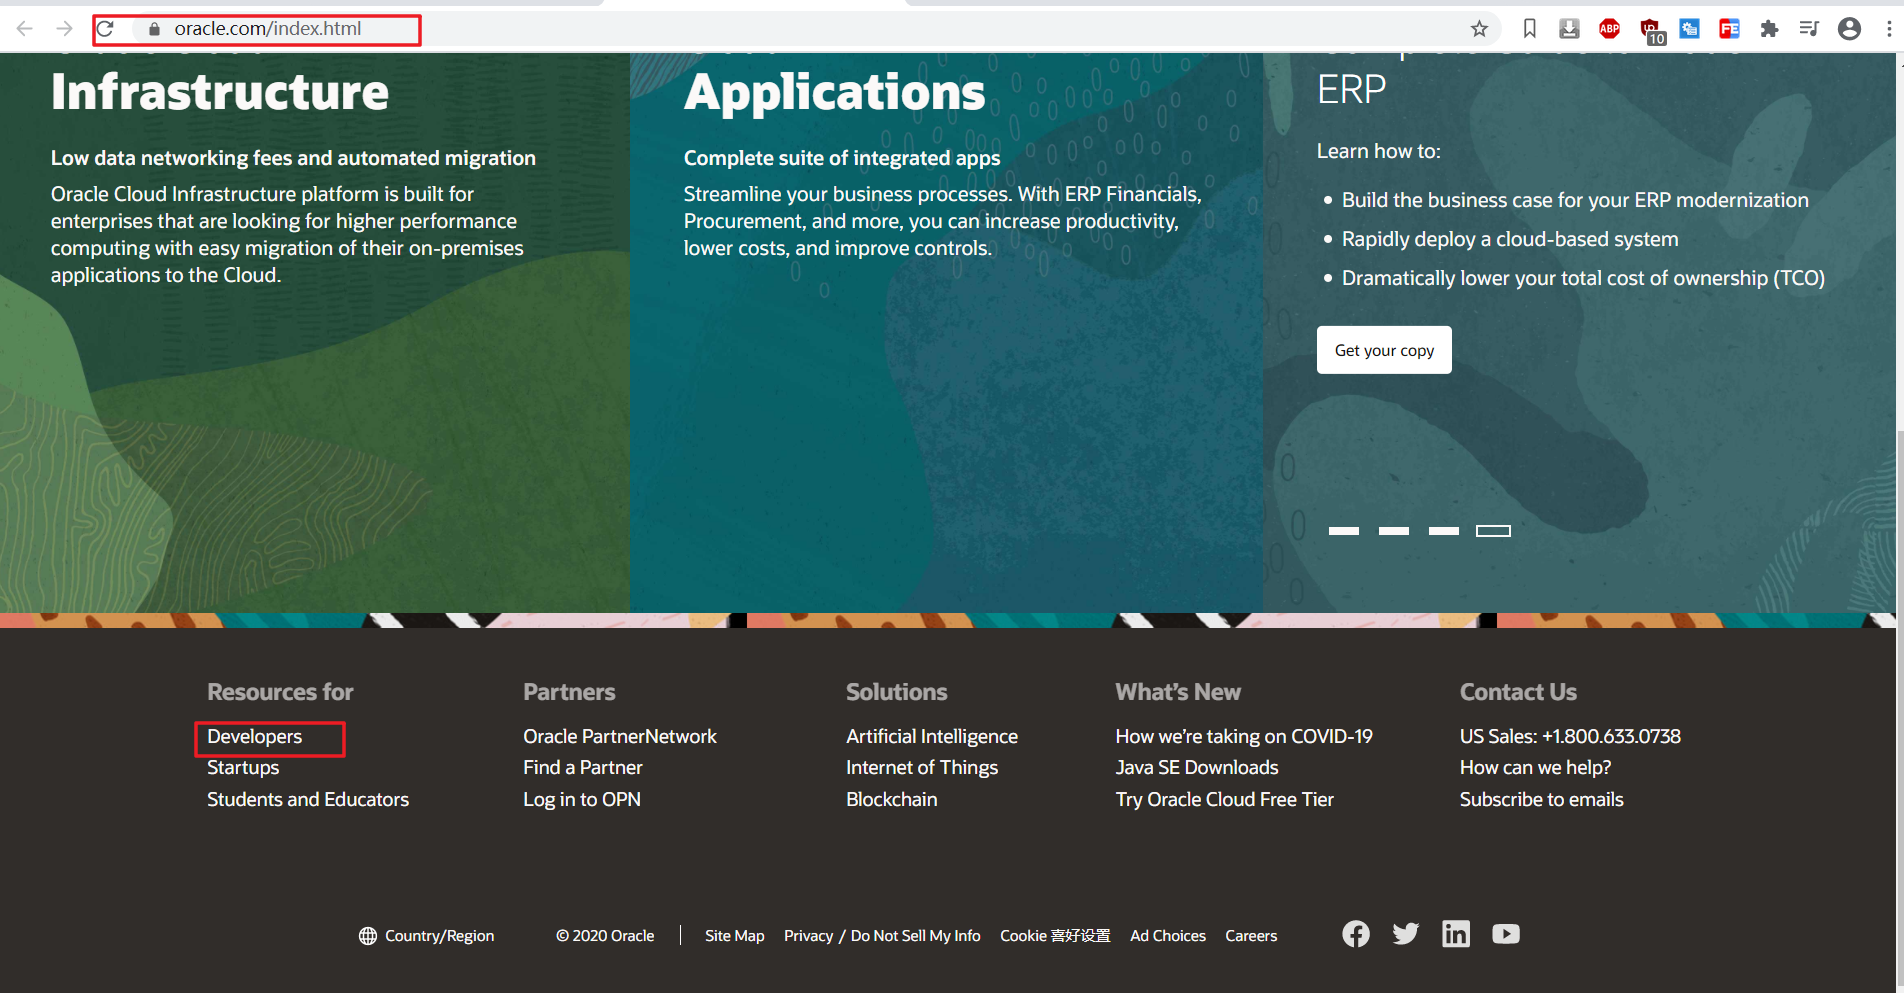 oracle.com/index.html
ABP
10
FE
Infrastructure
Low data networking fees and automated migration
Oracle Cloud Infrastructure platform is built for
enterprises that are looking for higher performance
computing with easy migration of their on-premises
applications to the Cloud.
Applications
Complete suite of integrated apps
Streamline your business processes. With ERP Financials,
Procurement, and more, you can increase productivity,
lower costs, and improve controls.
ERP
Learn how to:
Build the business case for your ERP modernization
Rapidly deploy a cloud-based system
Dramatically lower your total cost of ownership (TCO)
Get your copy
Resources for
Developers
Startups
Students and Educators
Partners
Oracle PartnerNetwork
Find a Partner
Log in to OPN
Solutions
Artificial Intelligence
Internet of Things
Blockchain
What's New
How we're taking on COVID-19
Java SE Downloads
Try Oracle Cloud Free Tier
Contact Us
US Sales: +1.800.633.0738
How can we help?
Subscribe to emails
Country/Region
© 2020 Oracle
Site Map
Privacy / Do Not Sell My Info
Cookie 喜好设置
Ad Choices
Careers